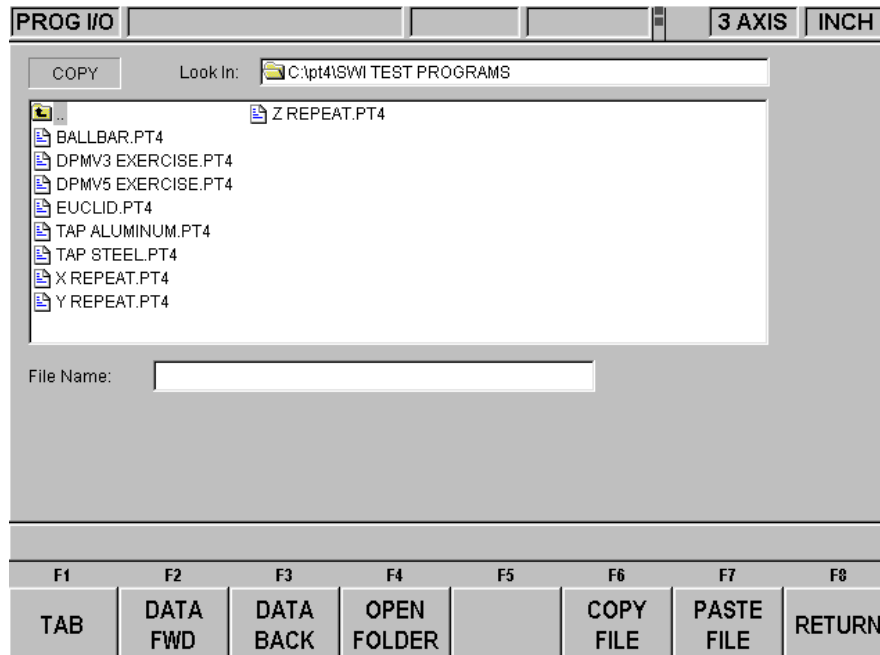 PROG I/O 3 AXIS INCH
COPY Look In: C:\pt4\SWI TEST PROGRAMS
.. Z REPEAT.PT4
BALLBAR.PT4
DPMV3 EXERCISE.PT4
DPMV5 EXERCISE.PT4
EUCLID.PT4
TAP ALUMINUM.PT4
TAP STEEL.PT4
X REPEAT.PT4
Y REPEAT.PT4
File Name:
F1 F2 F3 F4 F5 F6 F7 F8
TAB DATA FWD DATA BACK OPEN FOLDER COPY FILE PASTE FILE RETURN